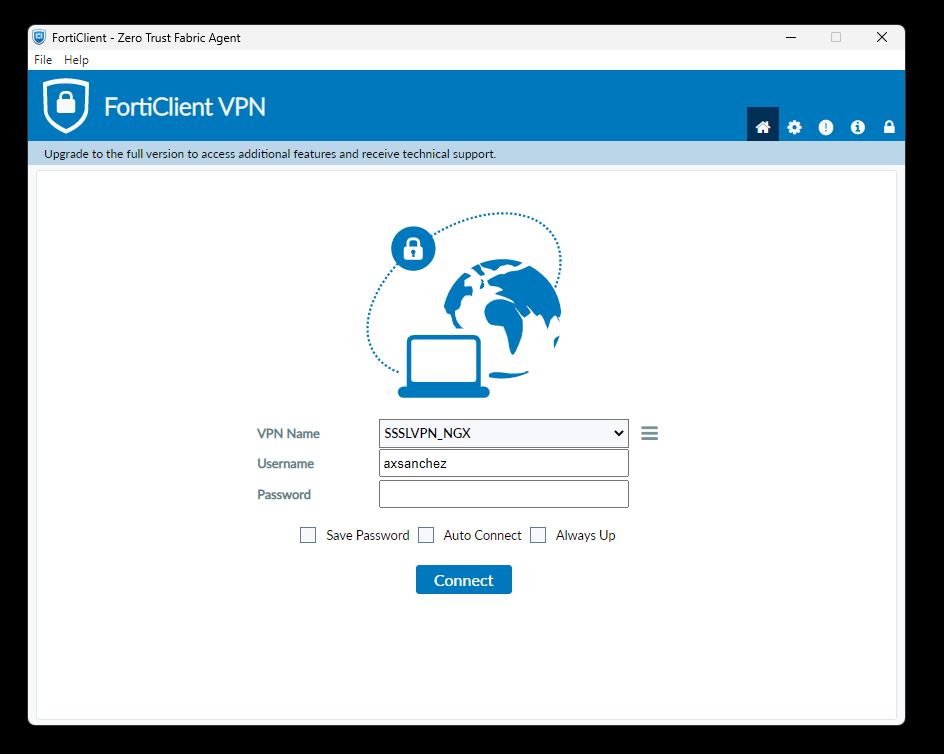 FortiClient - Zero Trust Fabric Agent
File Help
FortiClient VPN
Upgrade to the full version to access additional features and receive technical support.
VPN Name SSSLVPN_NGX
Username axsanchez
Password
Save Password Auto Connect Always Up
Connect